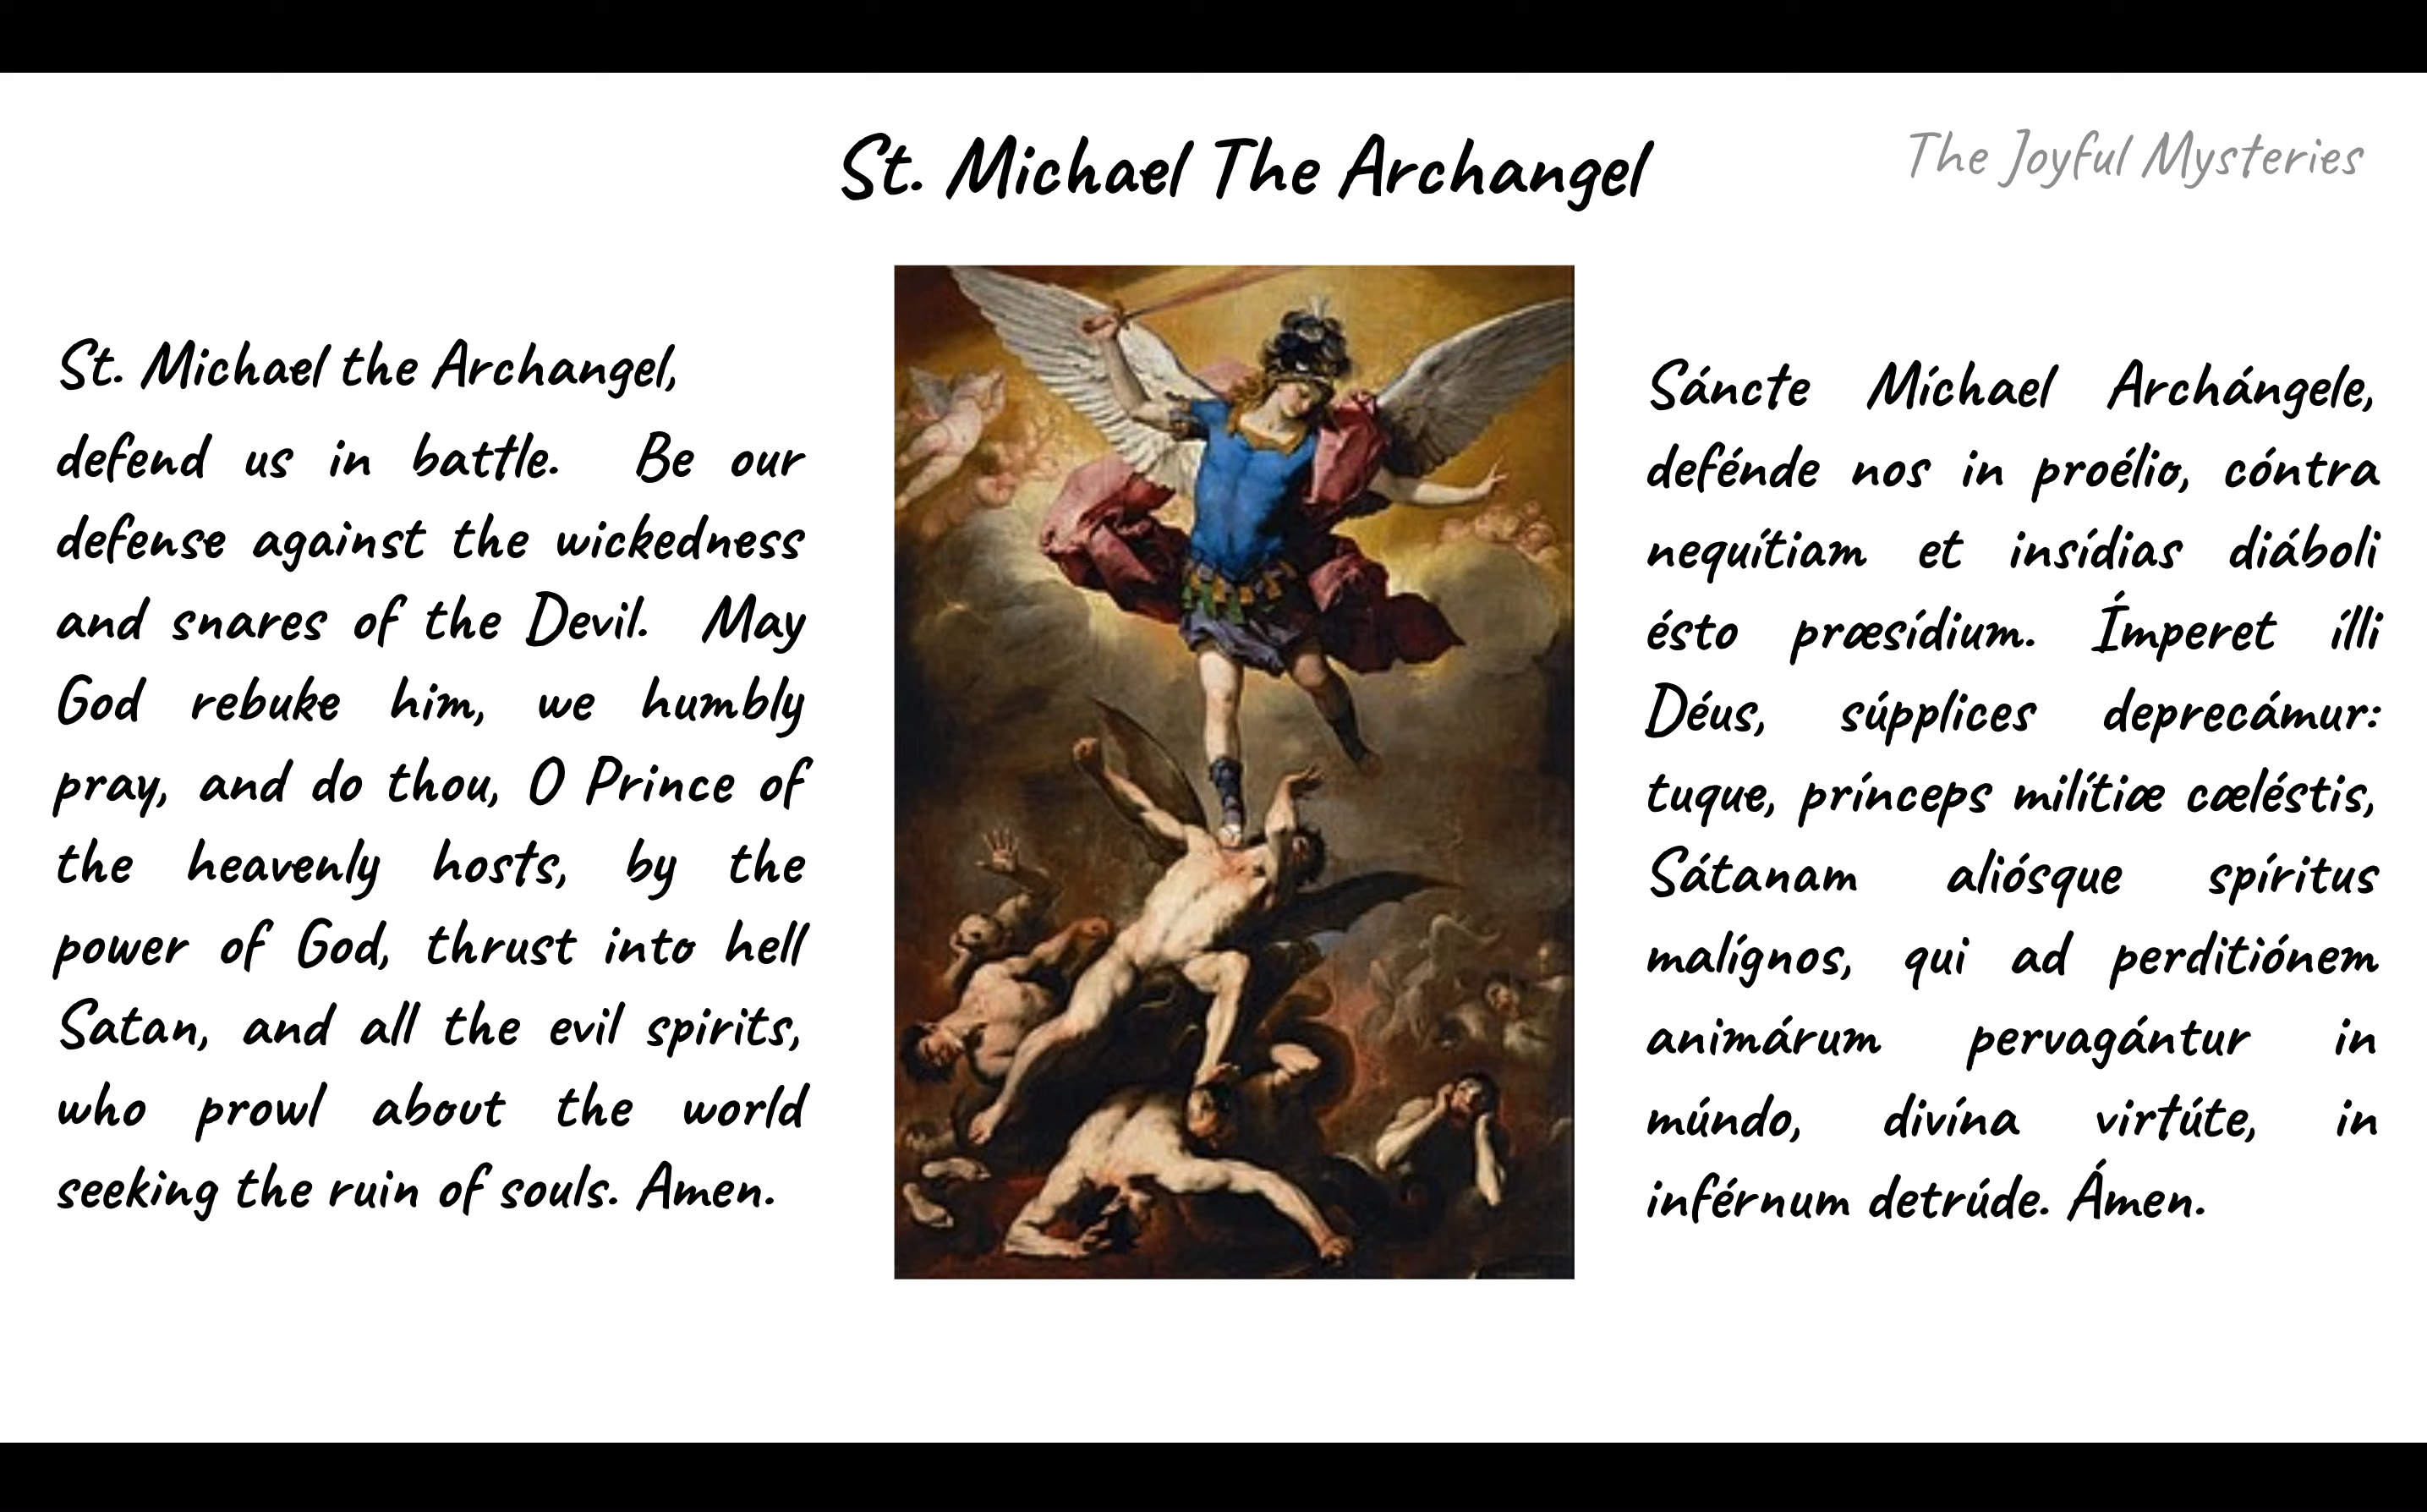 St. Michael The Archangel
The Joyful Mysteries
St. Michael the Archangel,
defend us in battle. Be our
defense against the wickedness
and snares of the Devil. May
God rebuke him, we humbly
pray, and do thou, O Prince of
the heavenly hosts, by the
power of God, thrust into hell
Satan, and all the evil spirits,
who prowl about the world
seeking the ruin of souls. Amen.
Sáncte Míchael Archángele,
defénde nos in proélio, cóntra
nequítiam et insídias diáboli
ésto præsídium. Ímperet ílli
Déus, súpplices deprecámur:
tuque, prínceps milítiæ cæléstis,
Sátanam aliósque spíritus
malígnos, qui ad perditiónem
animárum pervagántur in
múndo, divína virtúte, in
inférnum detrúde. Ámen.